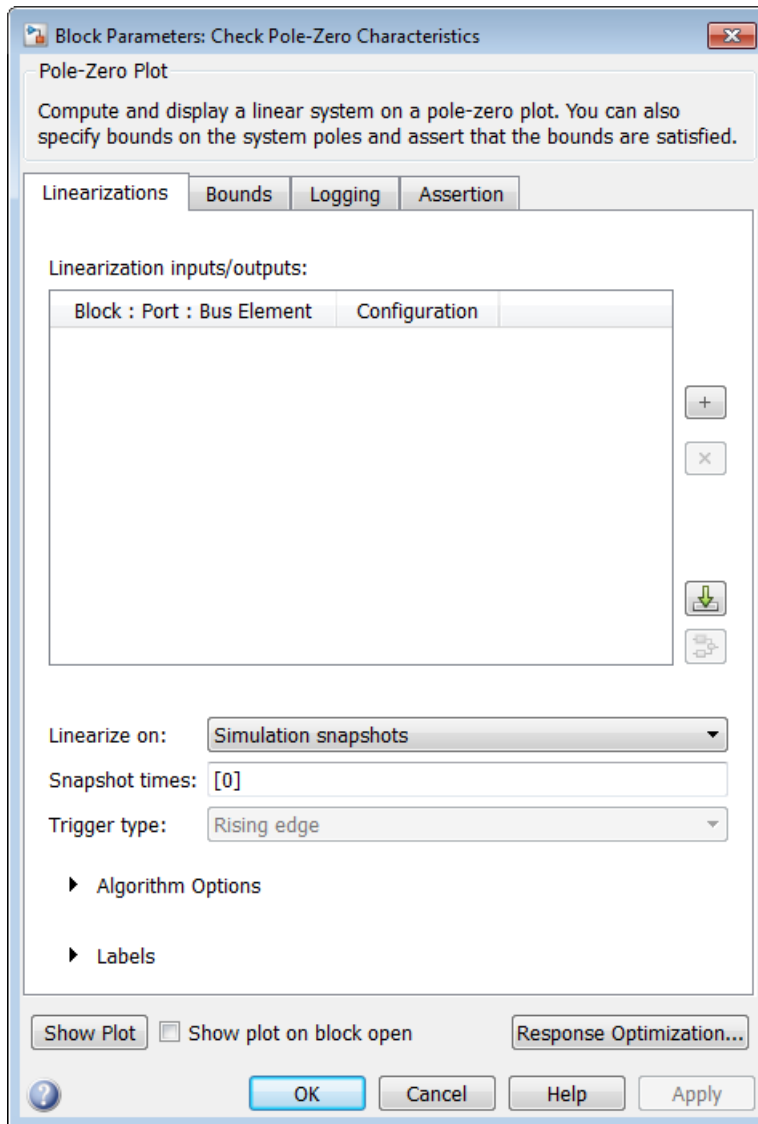 Block Parameters: Check Pole-Zero Characteristics
Pole-Zero Plot
Compute and display a linear system on a pole-zero plot. You can also
specify bounds on the system poles and assert that the bounds are satisfied.
Linearizations Bounds Logging Assertion
Linearization inputs/outputs:
Block : Port : Bus Element Configuration
Linearize on: Simulation snapshots
Snapshot times: [0]
Trigger type: Rising edge
Algorithm Options
Labels
Show Plot Show plot on block open Response Optimization...
OK Cancel Help Apply